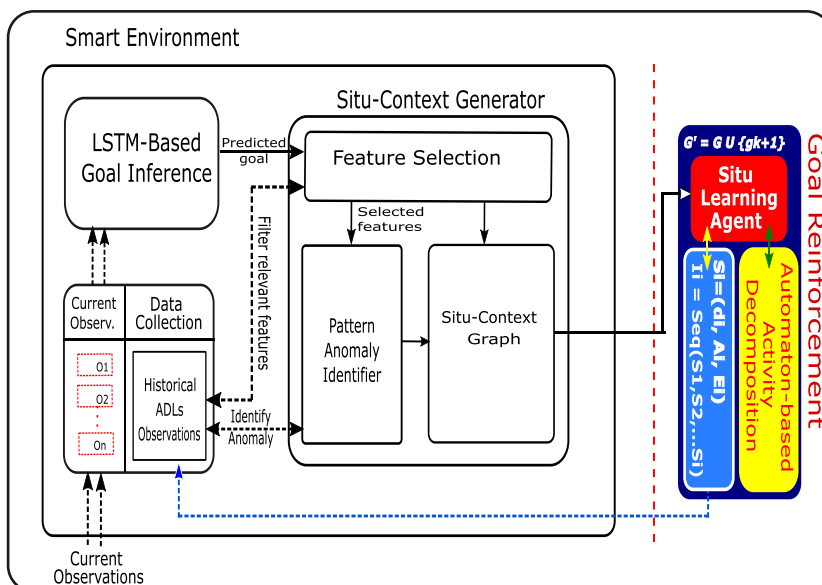 Smart Environment
LSTM-Based
Goal Inference
Predicted
goal
Situ-Context Generator
Feature Selection
Selected
features
Filter relevant features
Pattern
Anomaly
Identifier
Situ-Context
Graph
Current
Observ.
Data
Collection
O1
O2
On
Historical
ADLs
Observations
Identify
Anomaly
Current
Observations
G' = G U {gk+1}
Situ
Learning
Agent
Si=(di, Ai, Ei)
Ii = Seq(S1,S2,...Si)
Automaton-based
Activity
Decomposition
Goal Reinforcement